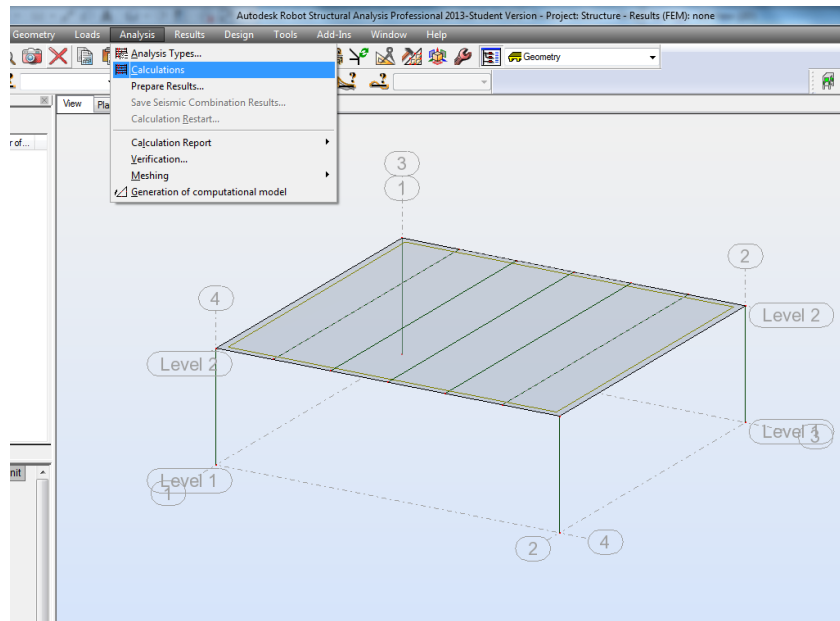 Autodesk Robot Structural Analysis Professional 2013-Student Version - Project: Structure - Results (FEM): none
Geometry Loads Analysis Results Design Tools Add-Ins Window Help
Analysis Types...
Geometry
Calculations
Prepare Results...
Save Seismic Combination Results...
View Pla
Calculation Restart...
r of...
Calculation Report
Verification...
Meshing
Generation of computational model
3
1
2
4
Level 2
Level 2
Level 1
3
nit
Level 1
1
2
4